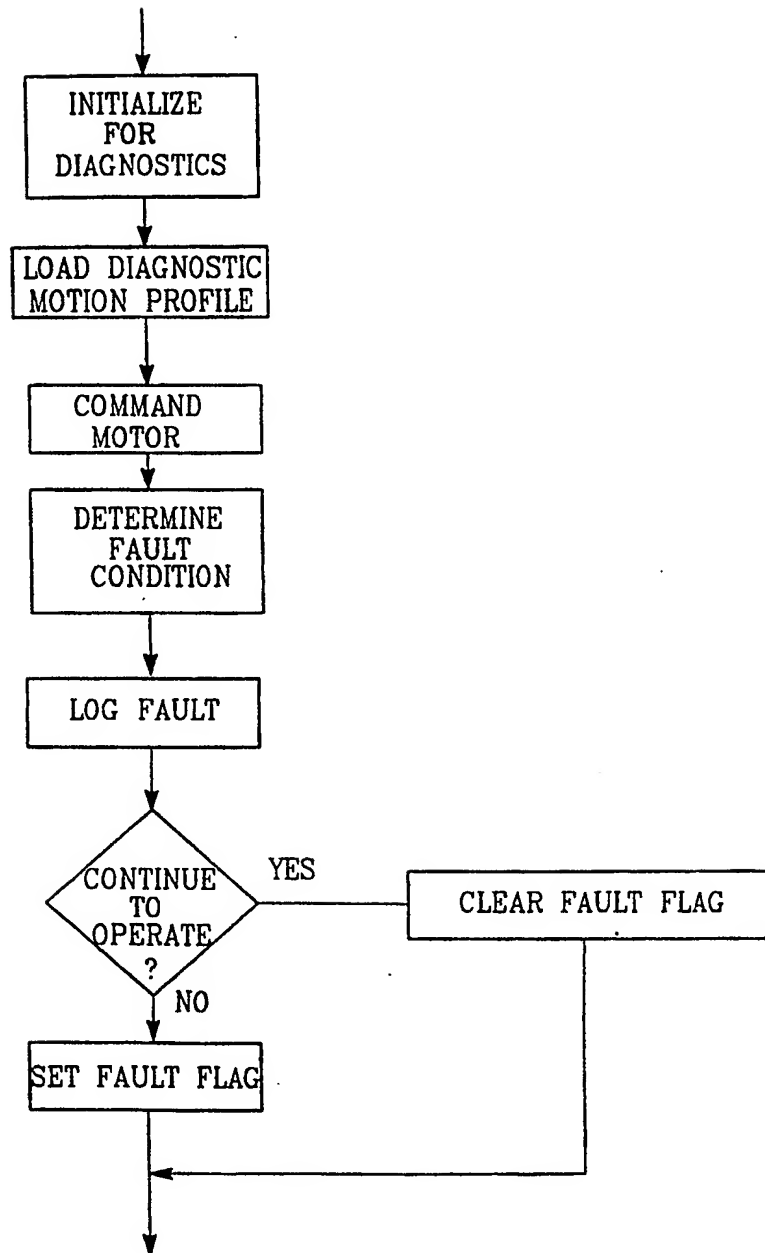 INITIALIZE
FOR
DIAGNOSTICS
LOAD DIAGNOSTIC
MOTION PROFILE
COMMAND
MOTOR
DETERMINE
FAULT
CONDITION
LOG FAULT
CONTINUE
TO
OPERATE
?
YES
CLEAR FAULT FLAG
NO
SET FAULT FLAG